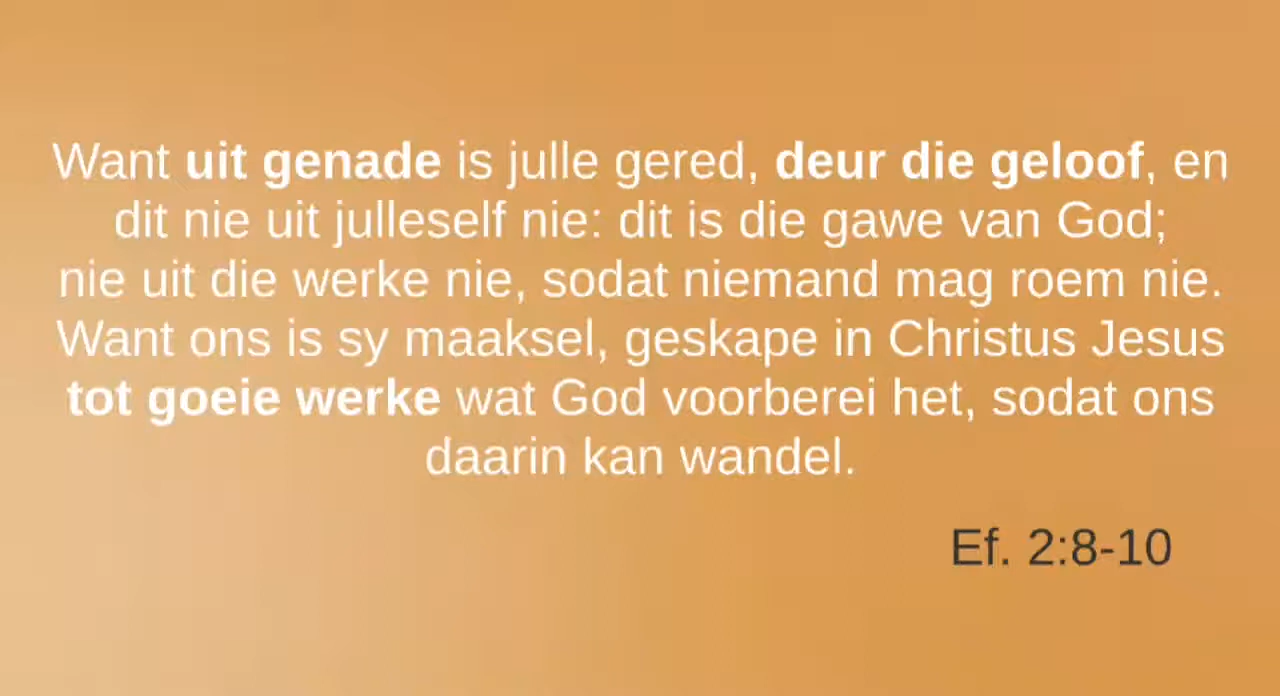 Want uit genade is julle gered, deur die geloof, en
dit nie uit julleself nie: dit is die gawe van God;
nie uit die werke nie, sodat niemand mag roem nie.
Want ons is sy maaksel, geskape in Christus Jesus
tot goeie werke wat God voorberei het, sodat ons
daarin kan wandel.
Ef. 2:8-10